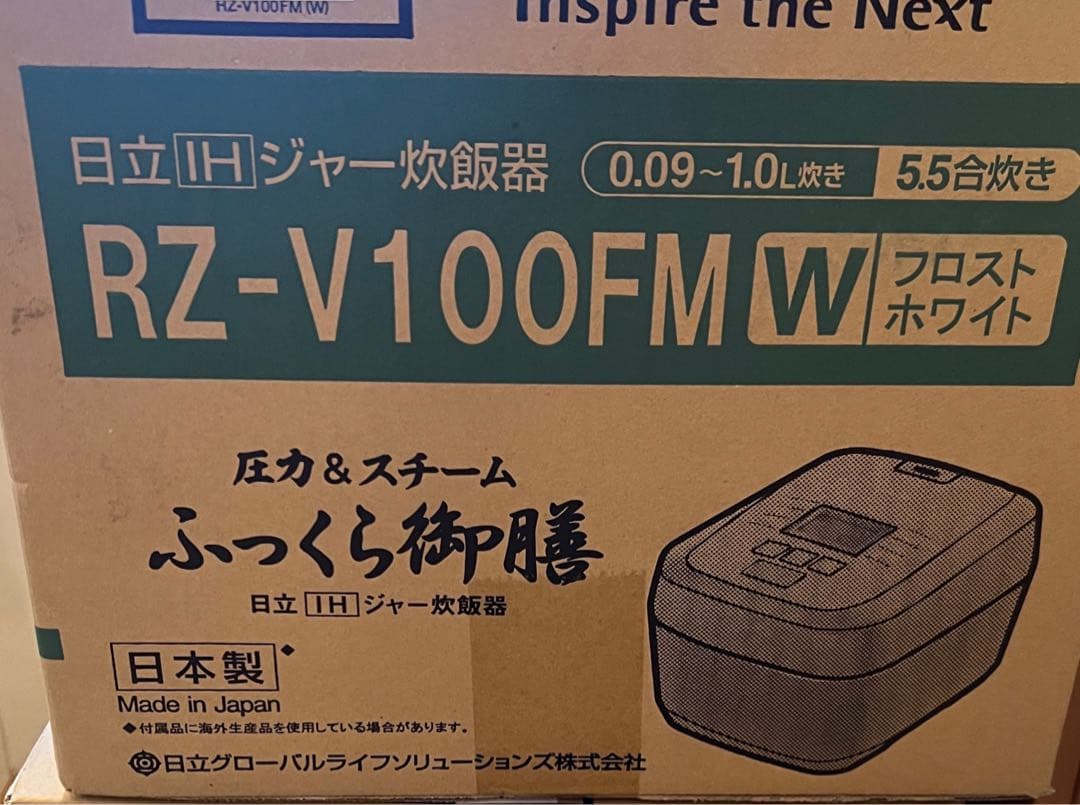 RZ-V100FM (W)
Inspire the Next
日立IHジャー炊飯器 0.09～1.0L炊き 5.5合炊き
RZ-V100FM W フロスト
ホワイト
圧力&スチーム
ふっくら御膳
日立IHジャー炊飯器
日本製◆
Made in Japan
◆付属品に海外生産品を使用している場合があります。
日立グローバルライフソリューションズ株式会社